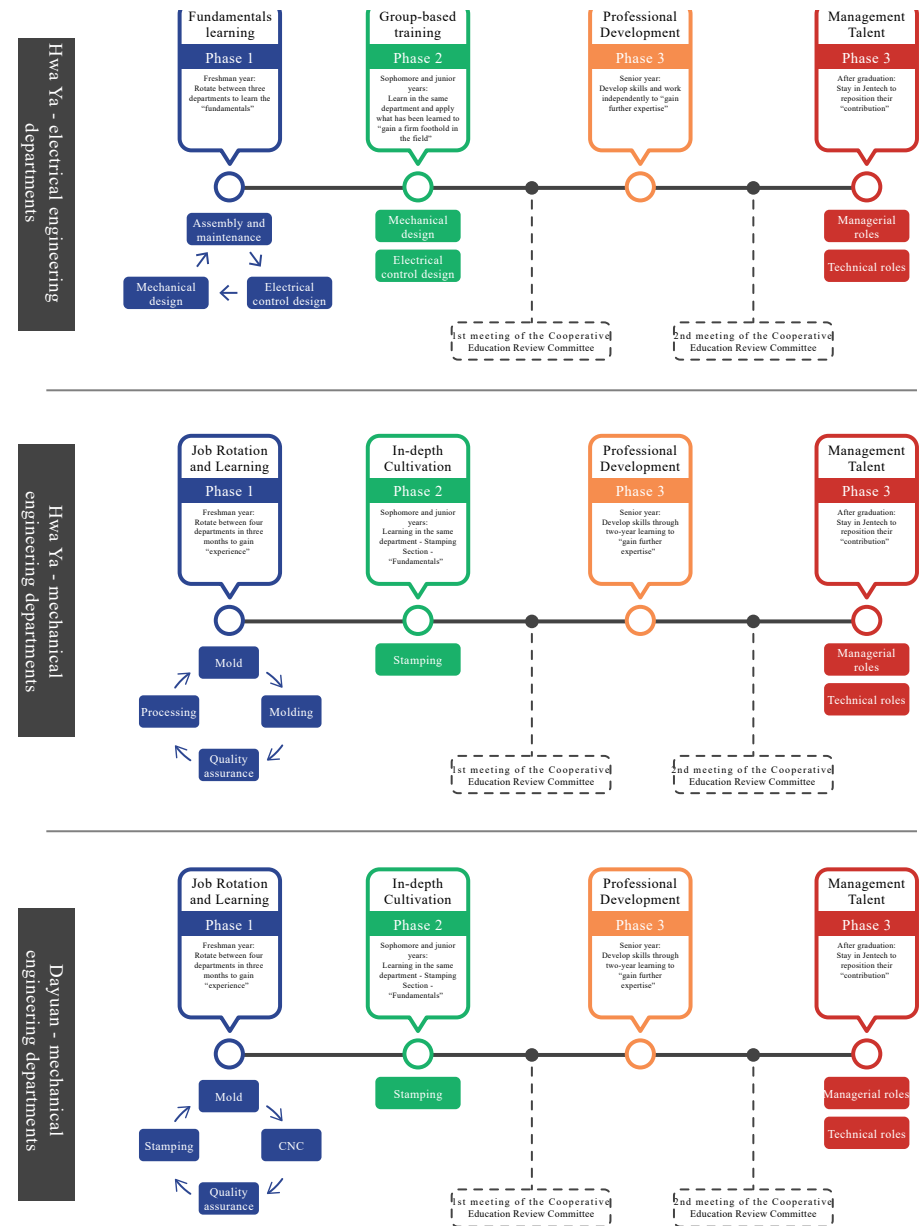 Hwa Ya - electrical engineering
departments
Fundamentals
learning
Phase 1
Freshman year:
Rotate between three
departments to learn the
“fundamentals”
Group-based
training
Phase 2
Sophomore and junior
years:
Learn in the same
department and apply
what has been learned to
“gain a firm foothold in
the field”
Professional
Development
Phase 3
Senior year:
Develop skills and work
independently to “gain
further expertise”
Management
Talent
Phase 3
After graduation:
Stay in Jentech to
reposition their
“contribution”
Assembly and
maintenance
Mechanical
design
Electrical
control design
Mechanical
design
Electrical
control design
Managerial
roles
Technical roles
1st meeting of the Cooperative
Education Review Committee
2nd meeting of the Cooperative
Education Review Committee
Hwa Ya - mechanical
engineering departments
Job Rotation
and Learning
Phase 1
Freshman year:
Rotate between four
departments in three
months to gain
“experience”
In-depth
Cultivation
Phase 2
Sophomore and junior
years:
Learning in the same
department - Stamping
Section -
“Fundamentals”
Professional
Development
Phase 3
Senior year:
Develop skills through
two-year learning to
“gain further
expertise”
Management
Talent
Phase 3
After graduation:
Stay in Jentech to
reposition their
“contribution”
Mold
Processing
Molding
Quality
assurance
Stamping
Managerial
roles
Technical roles
1st meeting of the Cooperative
Education Review Committee
2nd meeting of the Cooperative
Education Review Committee
Dayuan - mechanical
engineering departments
Job Rotation
and Learning
Phase 1
Freshman year:
Rotate between four
departments in three
months to gain
“experience”
In-depth
Cultivation
Phase 2
Sophomore and junior
years:
Learning in the same
department - Stamping
Section -
“Fundamentals”
Professional
Development
Phase 3
Senior year:
Develop skills through
two-year learning to
“gain further
expertise”
Management
Talent
Phase 3
After graduation:
Stay in Jentech to
reposition their
“contribution”
Mold
Stamping
CNC
Quality
assurance
Stamping
Managerial roles
Technical roles
1st meeting of the Cooperative
Education Review Committee
2nd meeting of the Cooperative
Education Review Committee